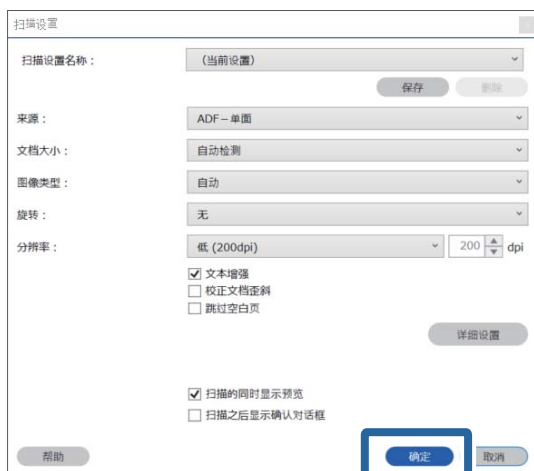 扫描设置
扫描设置名称： (当前设置)
保存 删除
来源： ADF－单面
文档大小： 自动检测
图像类型： 自动
旋转： 无
分辨率： 低 (200dpi) 200 dpi
文本增强
校正文档歪斜
跳过空白页
详细设置
扫描的同时显示预览
扫描之后显示确认对话框
帮助 确定 取消